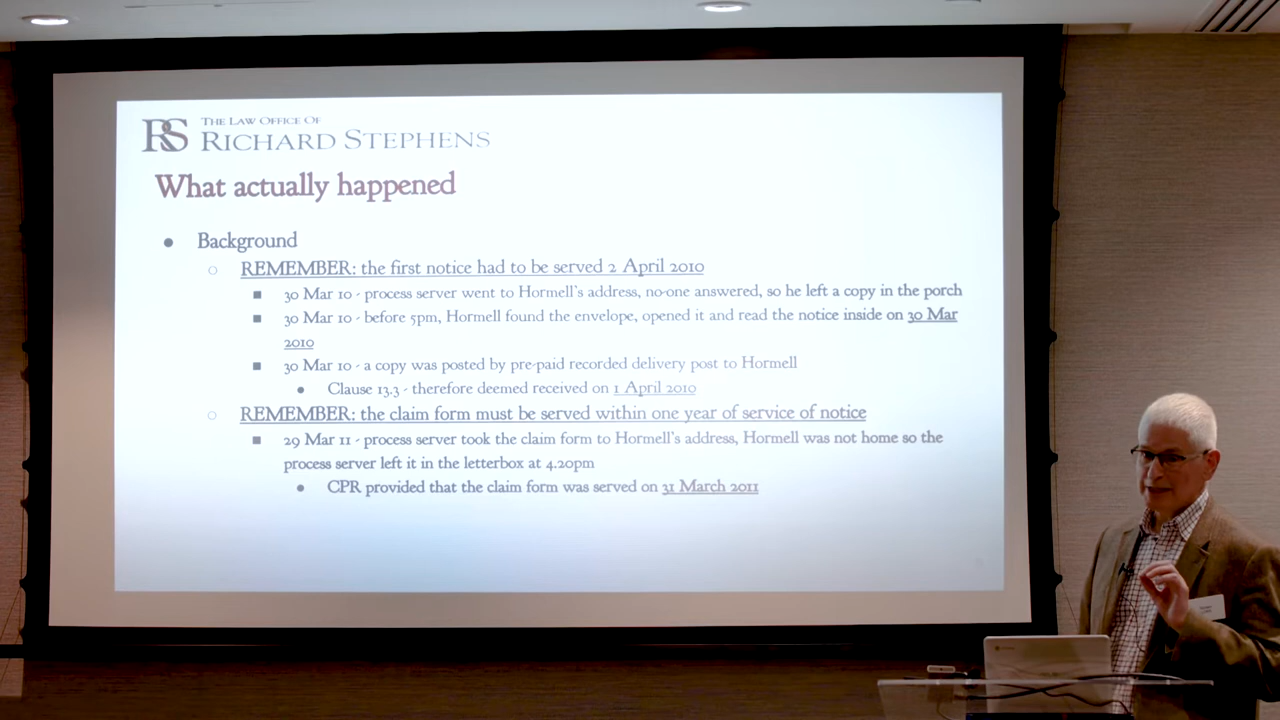 RS THE LAW OFFICE OF
RICHARD STEPHENS
What actually happened
● Background
○ REMEMBER: the first notice had to be served 2 April 2010
■ 30 Mar 10 - process server went to Hormell's address, no-one answered, so he left a copy in the porch
■ 30 Mar 10 - before 5pm, Hormell found the envelope, opened it and read the notice inside on 30 Mar
2010
■ 30 Mar 10 - a copy was posted by pre-paid recorded delivery post to Hormell
● Clause 13.3 - therefore deemed received on 1 April 2010
○ REMEMBER: the claim form must be served within one year of service of notice
■ 29 Mar 11 - process server took the claim form to Hormell's address, Hormell was not home so the
process server left it in the letterbox at 4.20pm
● CPR provided that the claim form was served on 31 March 2011